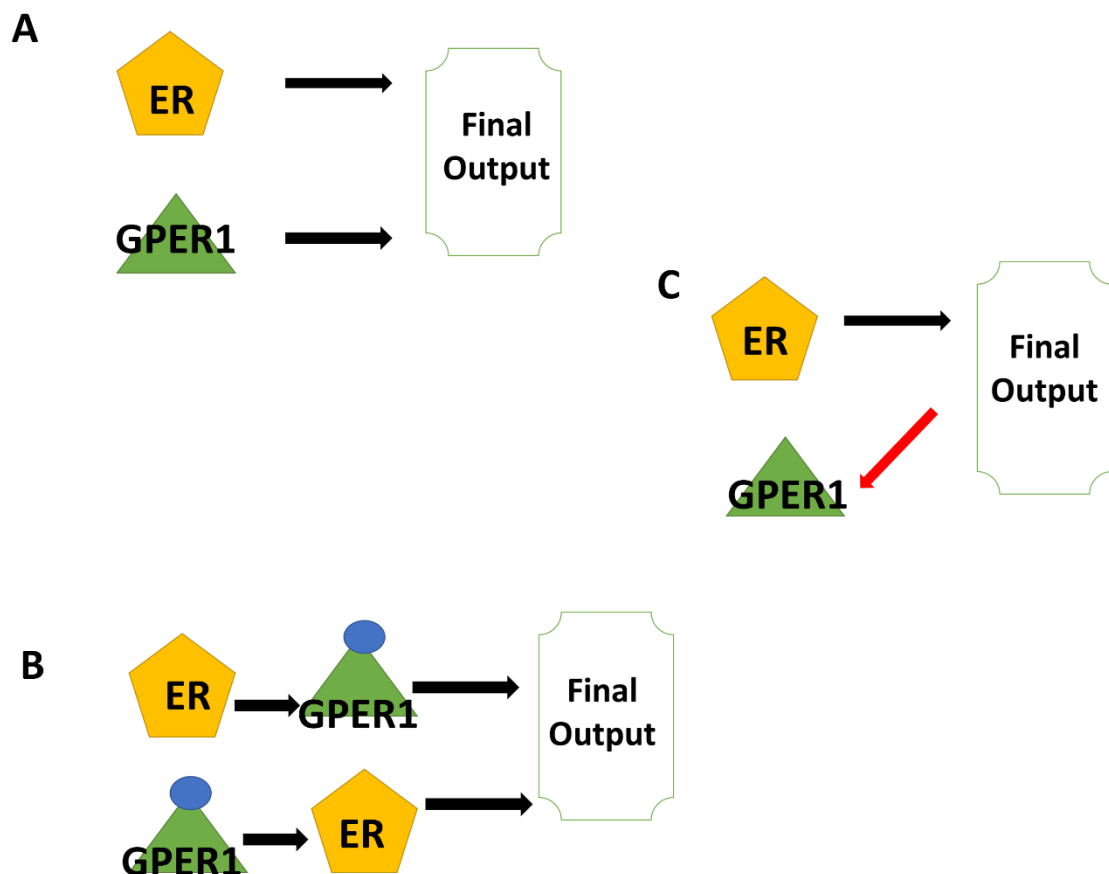 A
ER
GPER1
Final
Output
C
ER
GPER1
Final
Output
B
ER
GPER1
GPER1
ER
Final
Output